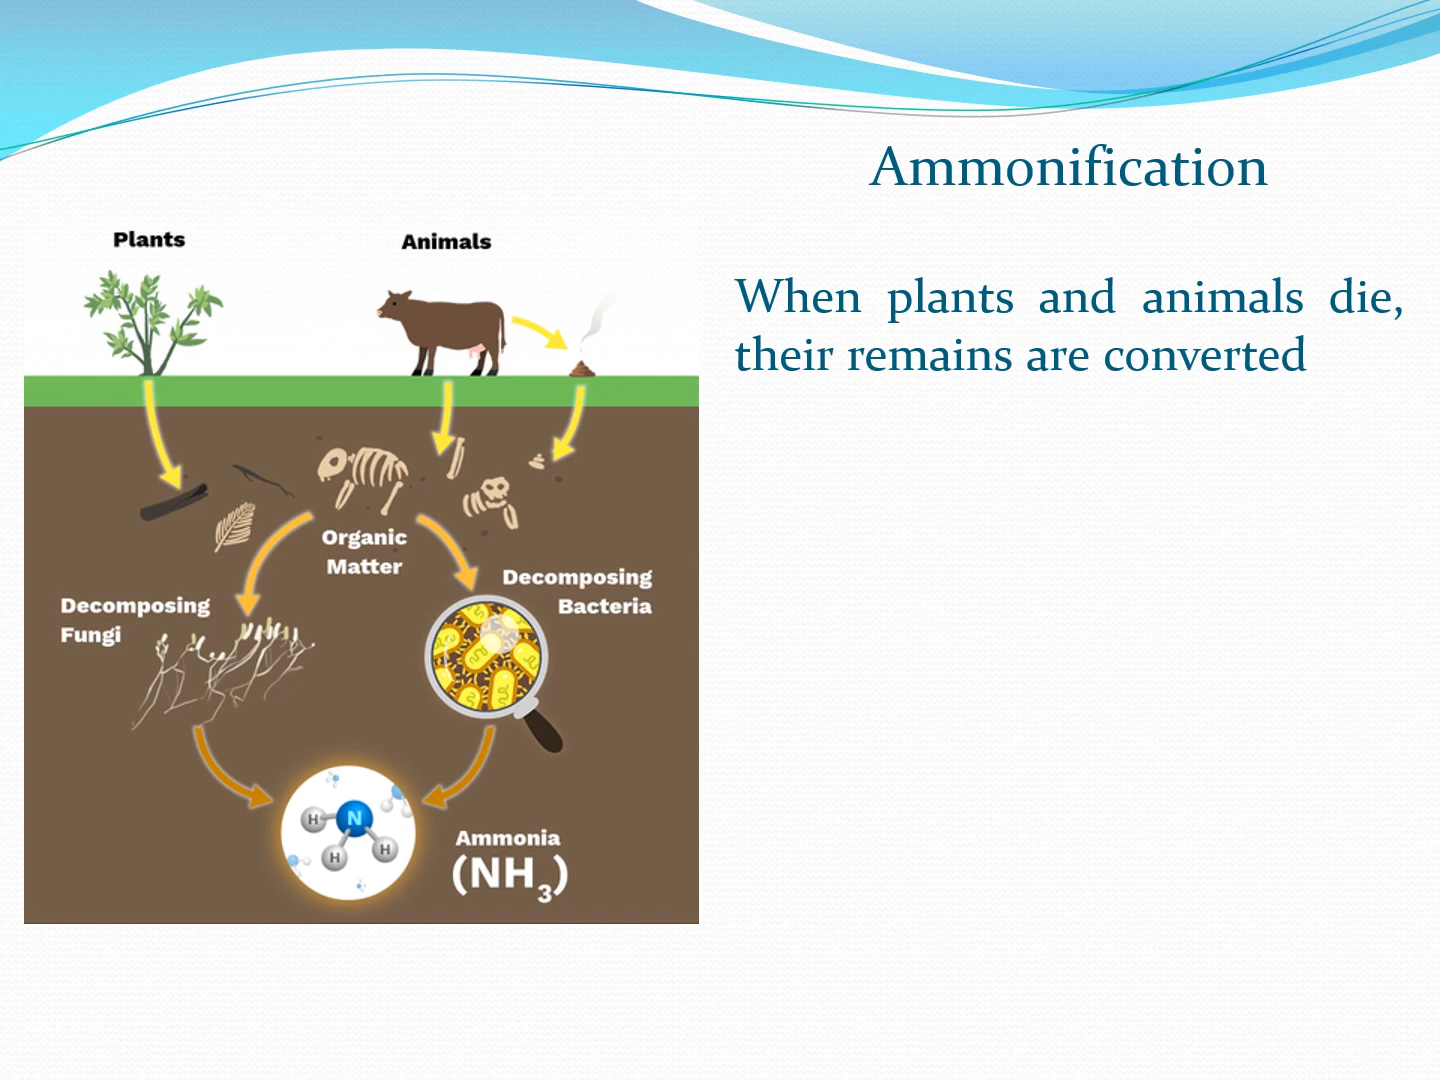 Ammonification
Plants
Animals
When plants and animals die,
their remains are converted
Organic
Matter
Decomposing
Bacteria
Decomposing
Fungi
N
H
H
H
Ammonia
(NH₃)